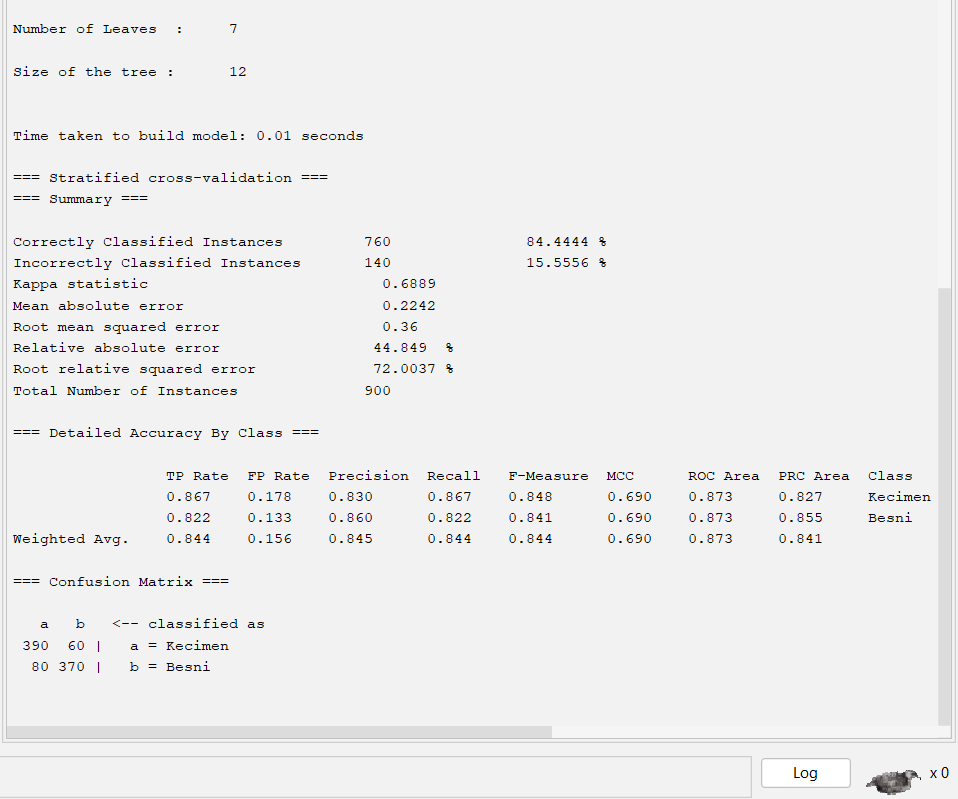 Number of Leaves  :     7
Size of the tree :      12
Time taken to build model: 0.01 seconds
=== Stratified cross-validation ===
=== Summary ===
Correctly Classified Instances         760               84.4444 %
Incorrectly Classified Instances       140               15.5556 %
Kappa statistic                          0.6889
Mean absolute error                      0.2242
Root mean squared error                  0.36
Relative absolute error                 44.849  %
Root relative squared error             72.0037 %
Total Number of Instances              900
=== Detailed Accuracy By Class ===
                 TP Rate  FP Rate  Precision  Recall   F-Measure  MCC      ROC Area  PRC Area  Class
                 0.867    0.178    0.830      0.867    0.848      0.690    0.873     0.827     Kecimen
                 0.822    0.133    0.860      0.822    0.841      0.690    0.873     0.855     Besni
Weighted Avg.    0.844    0.156    0.845      0.844    0.844      0.690    0.873     0.841
=== Confusion Matrix ===
   a   b   <-- classified as
 390  60 |   a = Kecimen
  80 370 |   b = Besni
Log
x 0